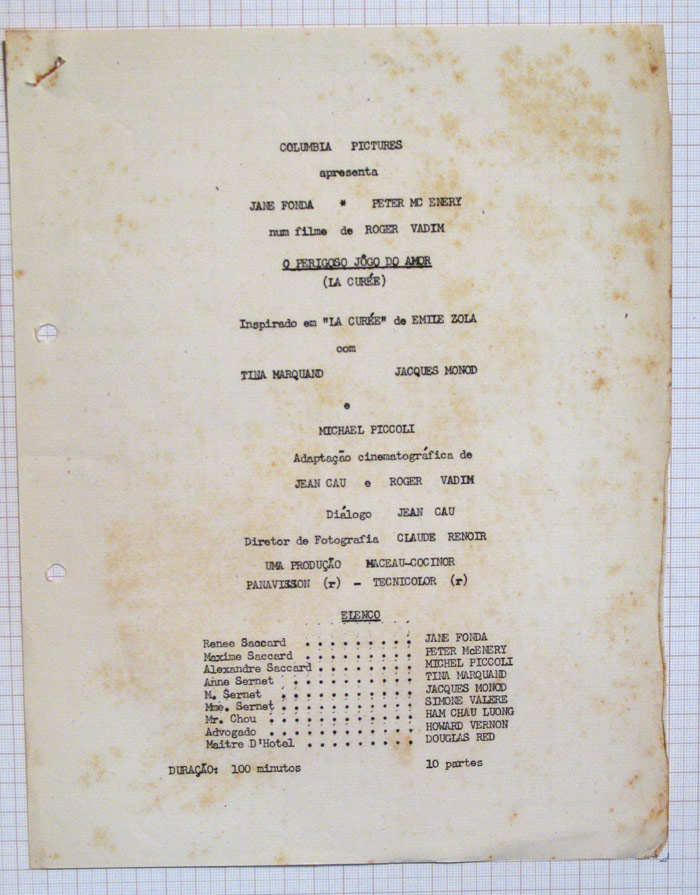 COLUMBIA PICTURES
apresenta
JANE FONDA * PETER MC ENERY
num filme de ROGER VADIM
O PERIGOSO JÔGO DO AMOR
(LA CURÉE)
Inspirado em "LA CURÉE" de EMILE ZOLA
com
TINA MARQUAND JACQUES MONOD
e
MICHAEL PICCOLI
Adaptação cinematográfica de
JEAN CAU e ROGER VADIM
Diálogo JEAN CAU
Diretor de Fotografia CLAUDE RENOIR
UMA PRODUÇÃO MACEAU-COCINOR
PANAVISSON (r) - TECNICOLOR (r)
ELENCO
Renee Saccard . . . . . . . . . JANE FONDA
Maxime Saccard . . . . . . . . PETER McENERY
Alexandre Saccard . . . . . . . MICHEL PICCOLI
Anne Sernet . . . . . . . . . . TINA MARQUAND
M. Sernet . . . . . . . . . . . JACQUES MONOD
Mme. Sernet . . . . . . . . . . SIMONE VALERE
Mr. Chou . . . . . . . . . . . HAM CHAU LUONG
Advogado . . . . . . . . . . . HOWARD VERNON
Maitre D'Hotel . . . . . . . . DOUGLAS RED
DURAÇÃO: 100 minutos 10 partes